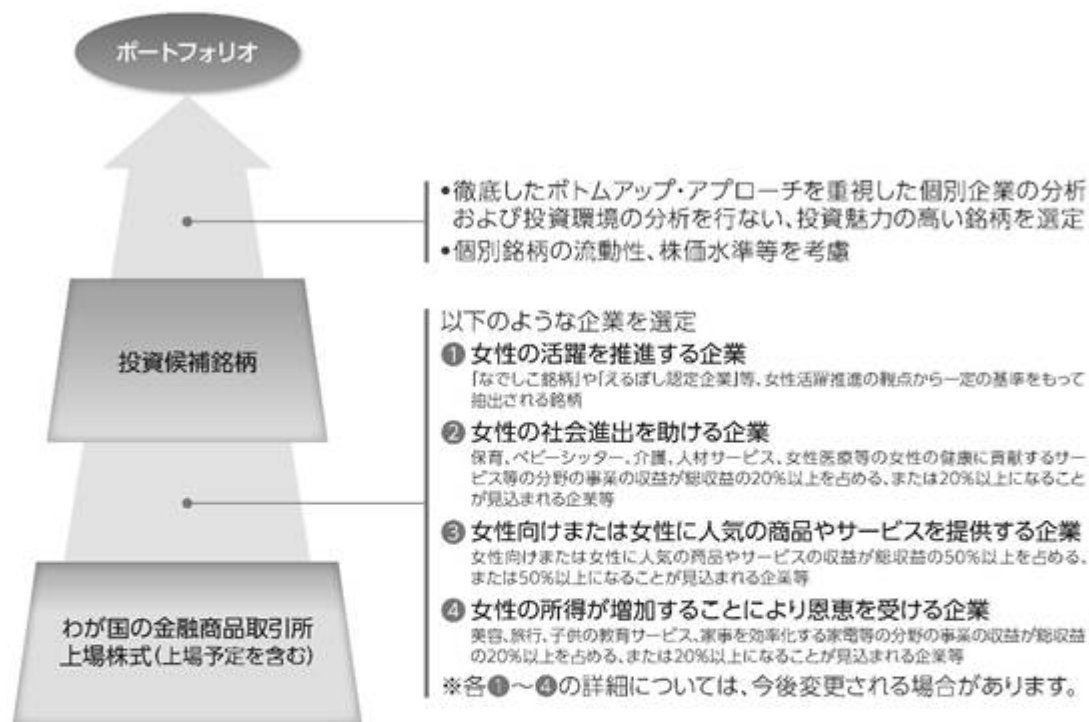 ポートフォリオ
•徹底したボトムアップ・アプローチを重視した個別企業の分析
および投資環境の分析を行ない、投資魅力の高い銘柄を選定
•個別銘柄の流動性、株価水準等を考慮
投資候補銘柄
以下のような企業を選定
❶ 女性の活躍を推進する企業
「なでしこ銘柄」や「えるぼし認定企業」等、女性活躍推進の観点から一定の基準をもって
抽出される銘柄
❷ 女性の社会進出を助ける企業
保育、ベビーシッター、介護、人材サービス、女性医療等の女性の健康に貢献するサー
ビス等の分野の事業の収益が総収益の20%以上を占める、または20%以上になること
が見込まれる企業等
❸ 女性向けまたは女性に人気の商品やサービスを提供する企業
女性向けまたは女性に人気の商品やサービスの収益が総収益の50%以上を占める、
または50%以上になることが見込まれる企業等
❹ 女性の所得が増加することにより恩恵を受ける企業
美容、旅行、子供の教育サービス、家事を効率化する家電等の分野の事業の収益が総収益
の20%以上を占める、または20%以上になることが見込まれる企業等
※各❶～❹の詳細については、今後変更される場合があります。
わが国の金融商品取引所
上場株式(上場予定を含む)